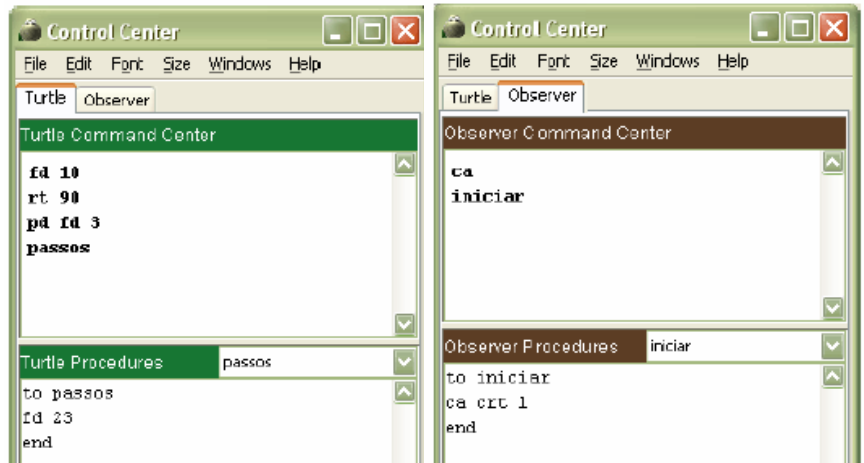 Control Center
File Edit Font Size Windows Help
Turtle Observer
Turtle Command Center
fd 10
rt 90
pd fd 3
passos
Turtle Procedures passos
to passos
fd 23
end
Control Center
File Edit Font Size Windows Help
Turtle Observer
Observer Command Center
ca
iniciar
Observer Procedures iniciar
to iniciar
ca crt 1
end